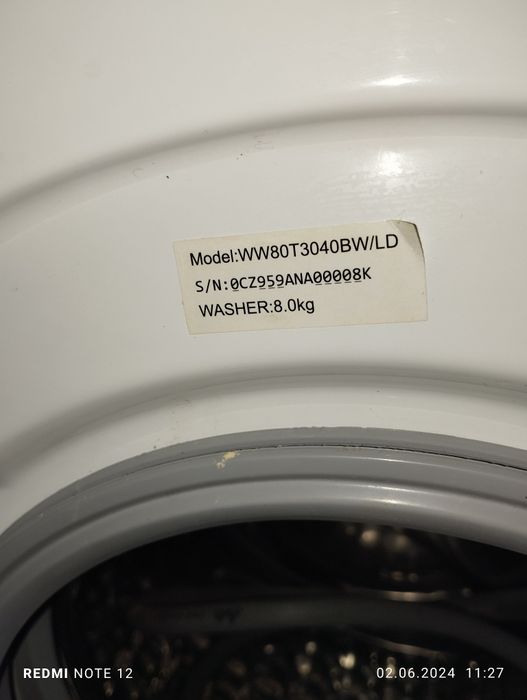 Model:WW80T3040BW/LD
S/N:0CZ959ANA00008K
WASHER:8.0kg
REDMI NOTE 12
02.06.2024 11:27